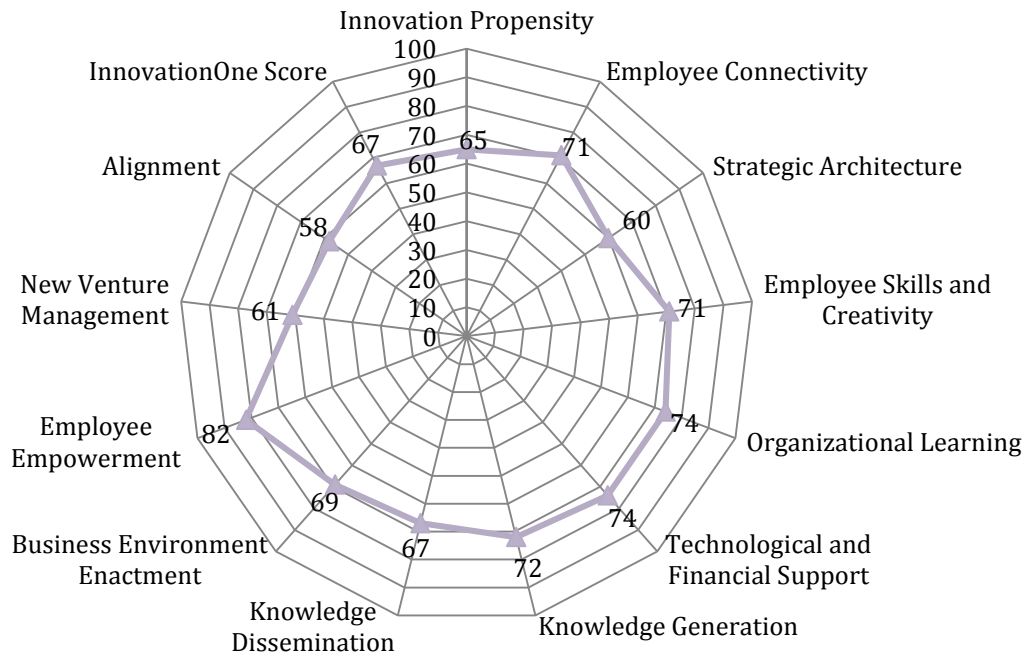 Innovation Propensity
100
90
80
70
60
50
40
30
20
10
0
Employee Connectivity
Strategic Architecture
Employee Skills and
Creativity
Organizational Learning
Technological and
Financial Support
Knowledge Generation
Knowledge
Dissemination
Business Environment
Enactment
Employee
Empowerment
New Venture
Management
Alignment
InnovationOne Score
65
71
60
71
74
74
72
67
69
82
61
58
67